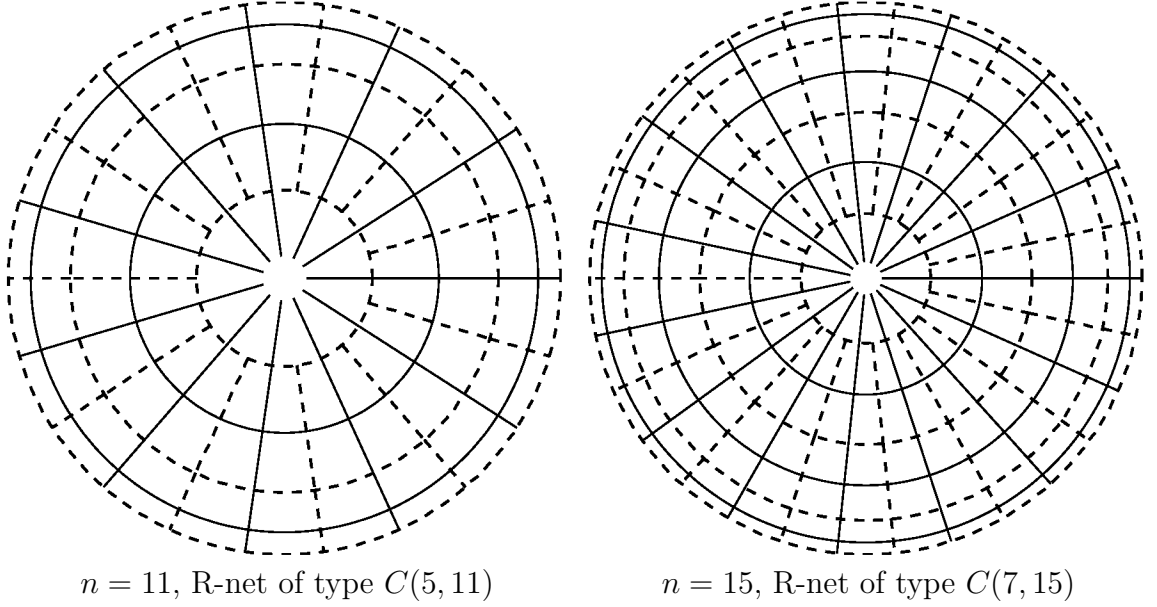 n = 11, R-net of type C(5, 11)
n = 15, R-net of type C(7, 15)